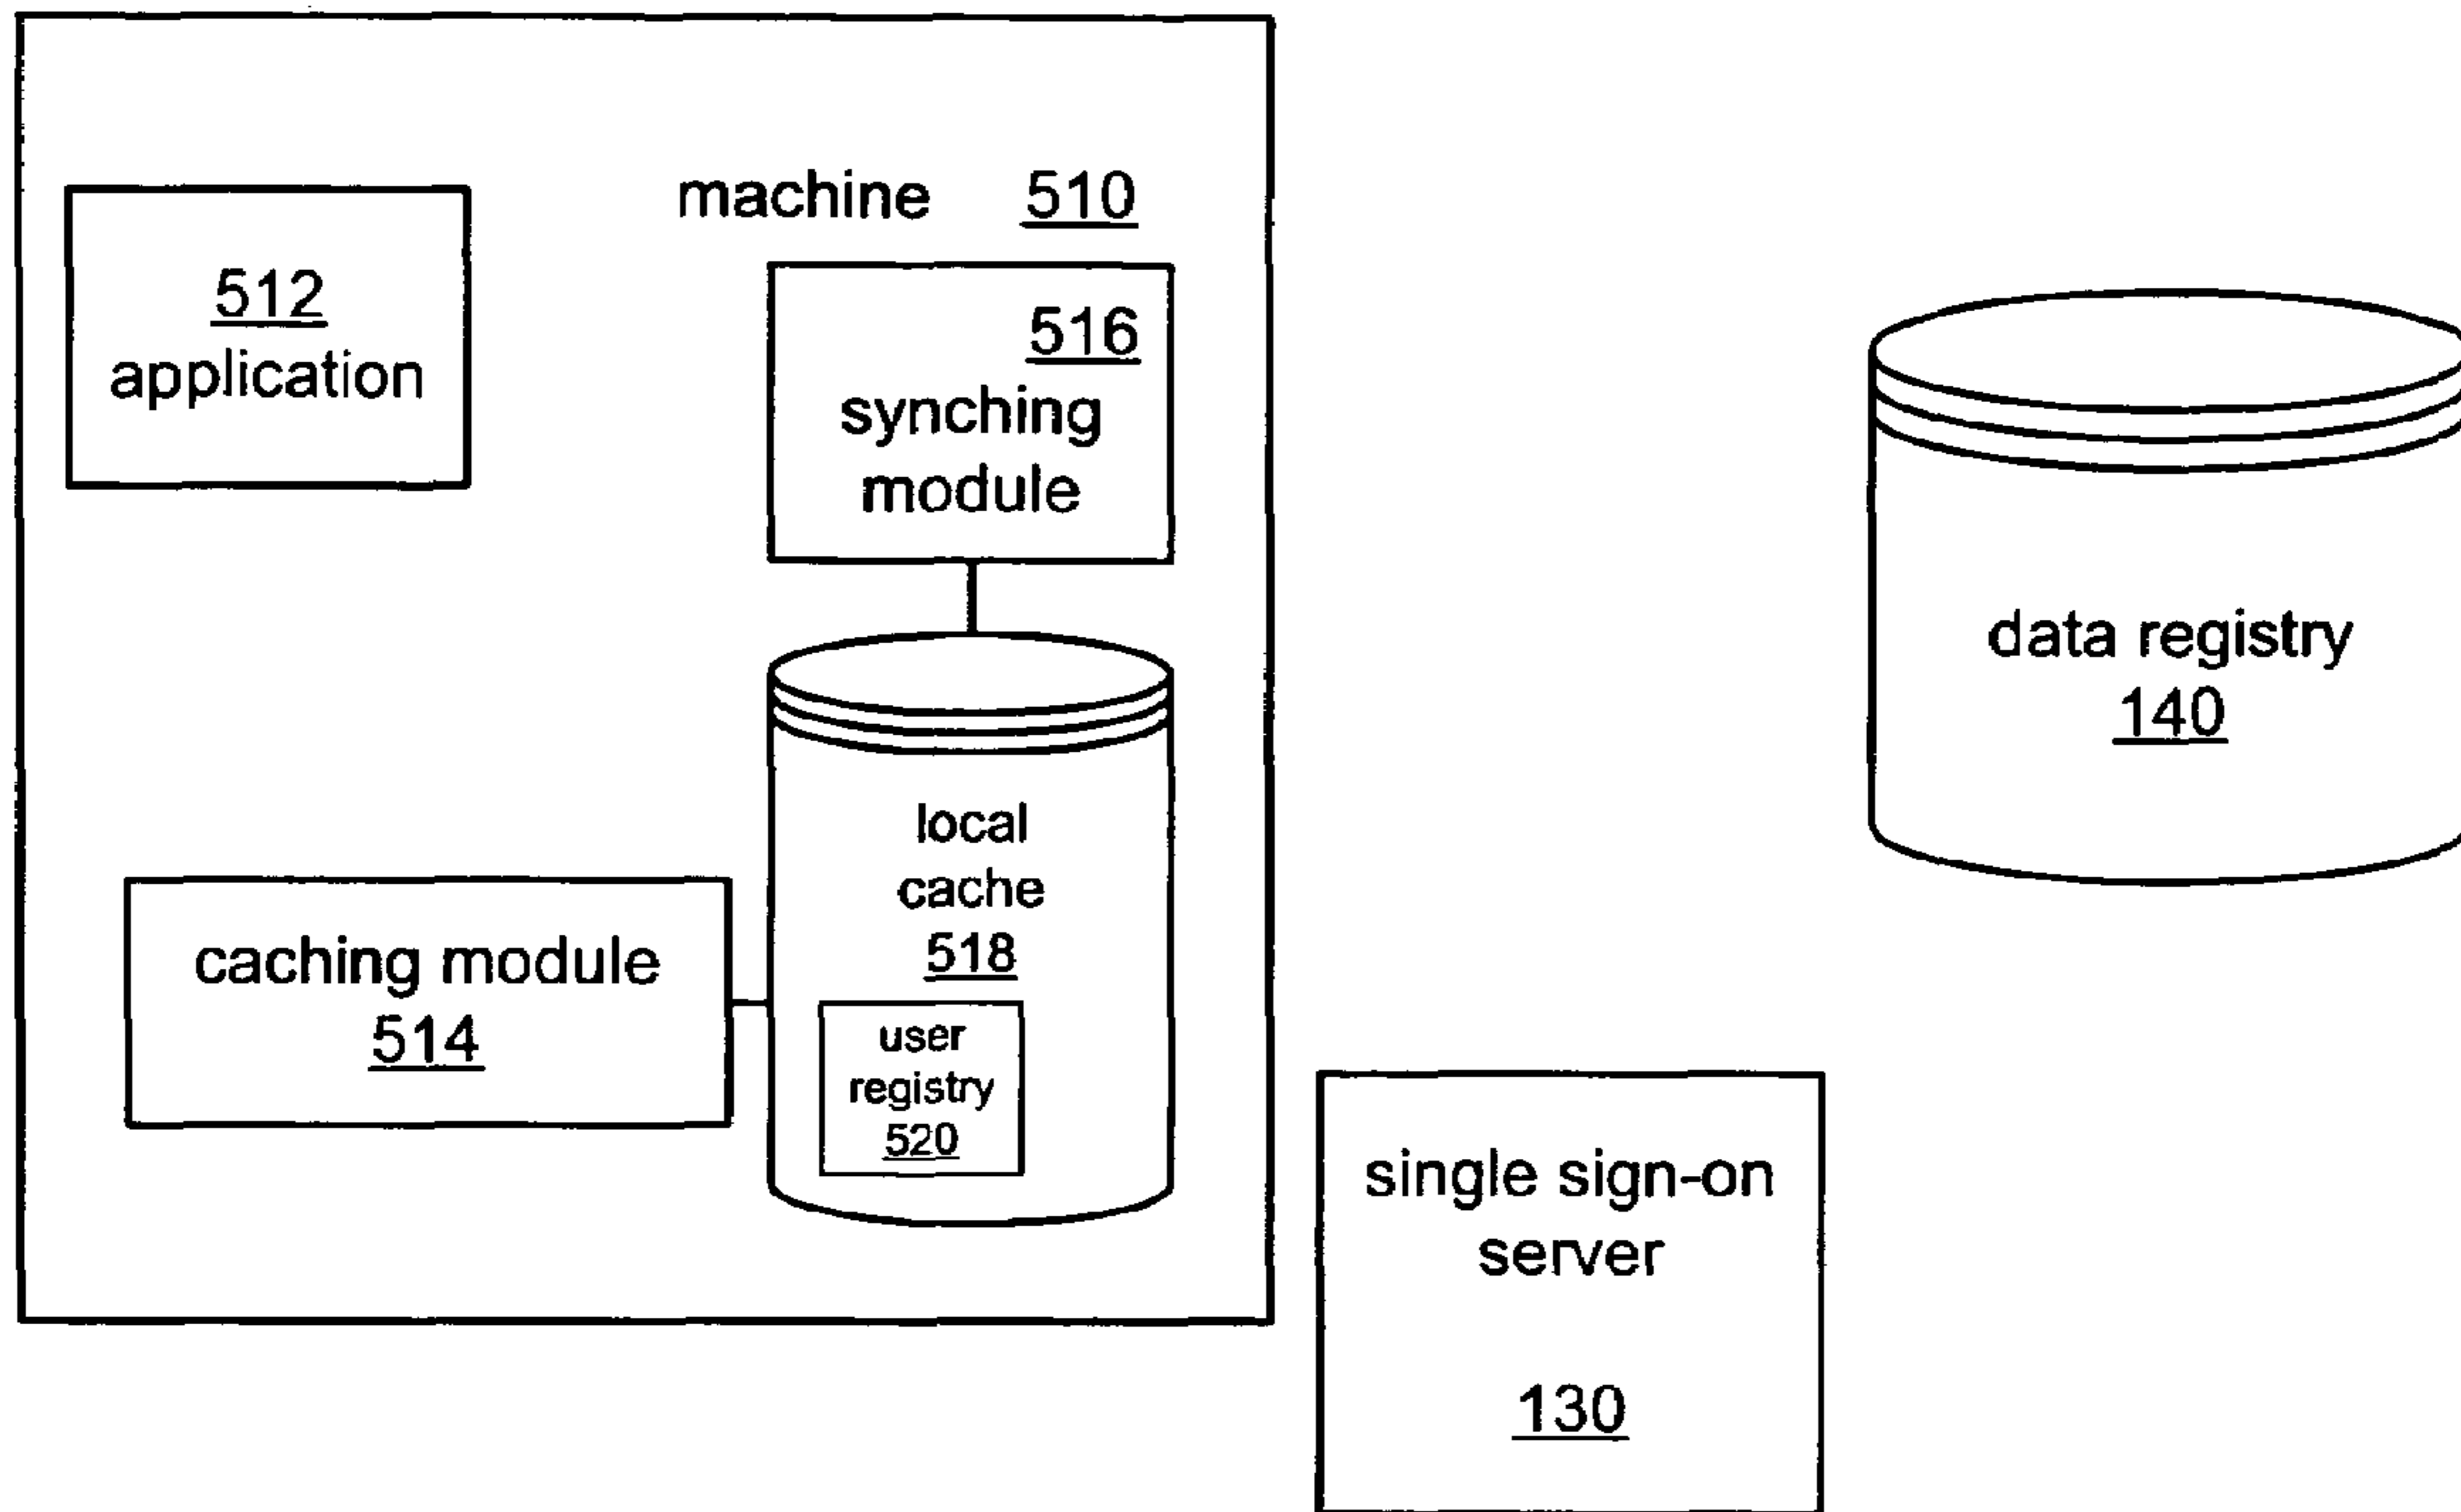 machine 510
512
application
516
synching
module
data registry
140
local
cache
518
caching module
514
user
registry
520
single sign-on
server
130